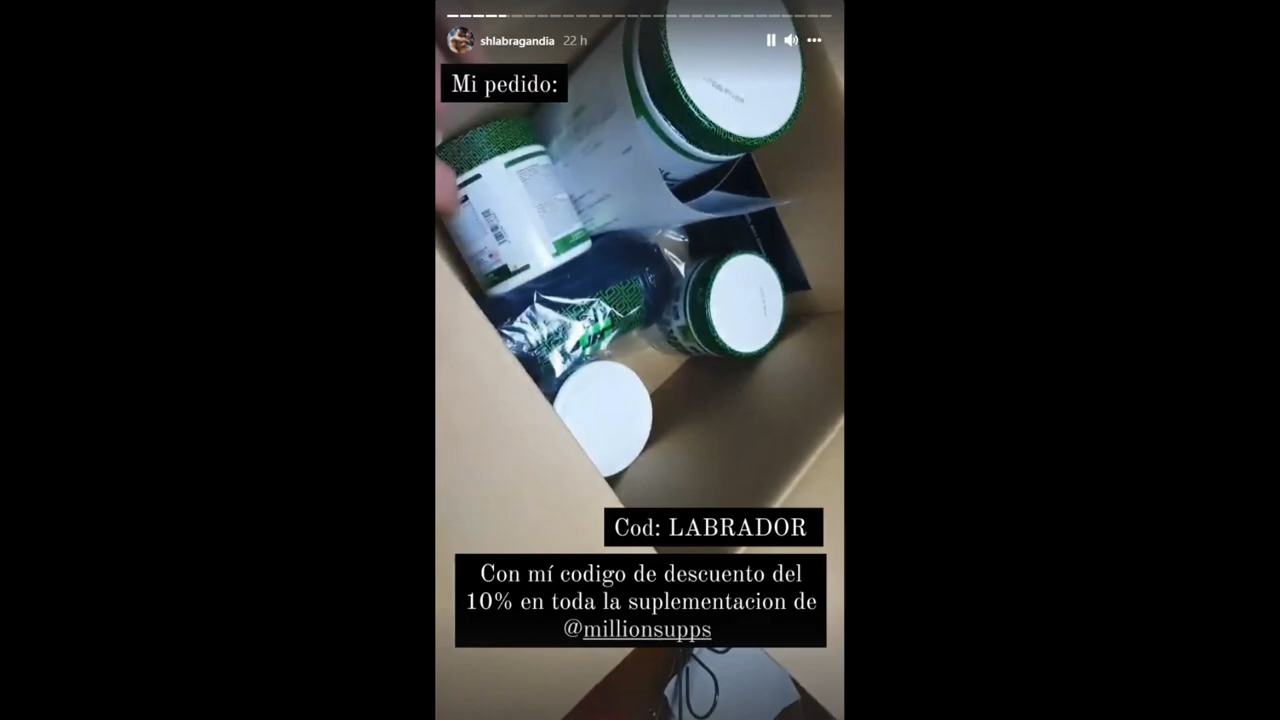 shlabragandia 22 h
Mi pedido:
Cod: LABRADOR
Con mí codigo de descuento del
10% en toda la suplementacion de
@millionsupps